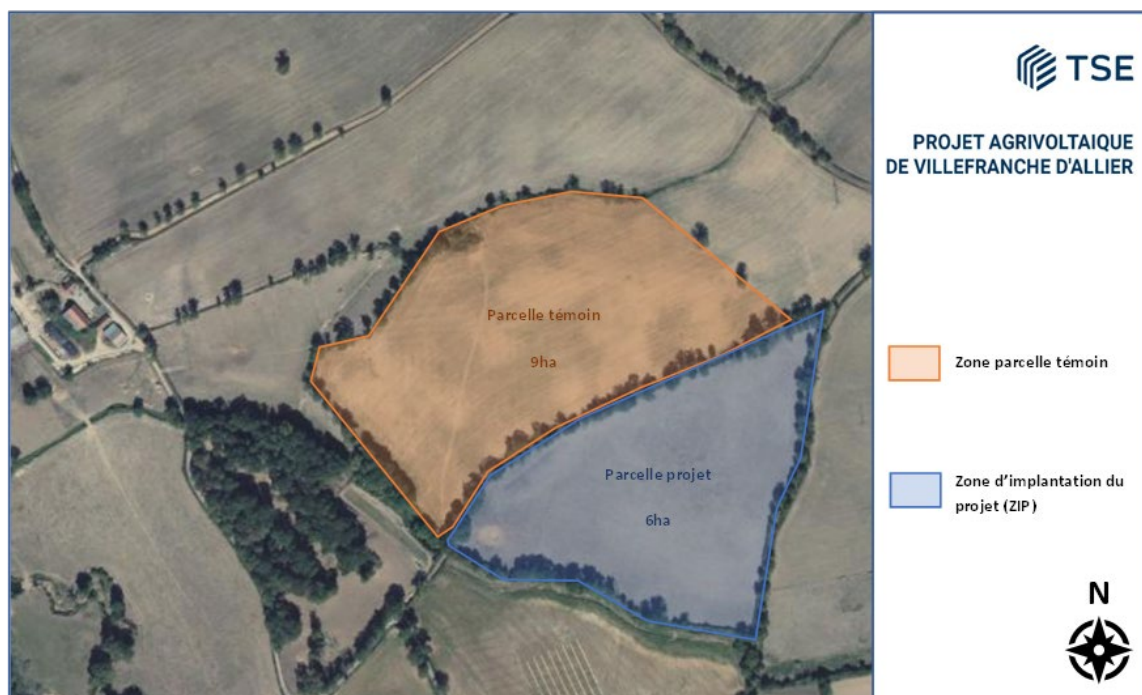 TSE
PROJET AGRIVOLTAIQUE
DE VILLEFRANCHE D'ALLIER
Parcelle témoin
9ha
Parcelle projet
6ha
Zone parcelle témoin
Zone d'implantation du
projet (ZIP)
N